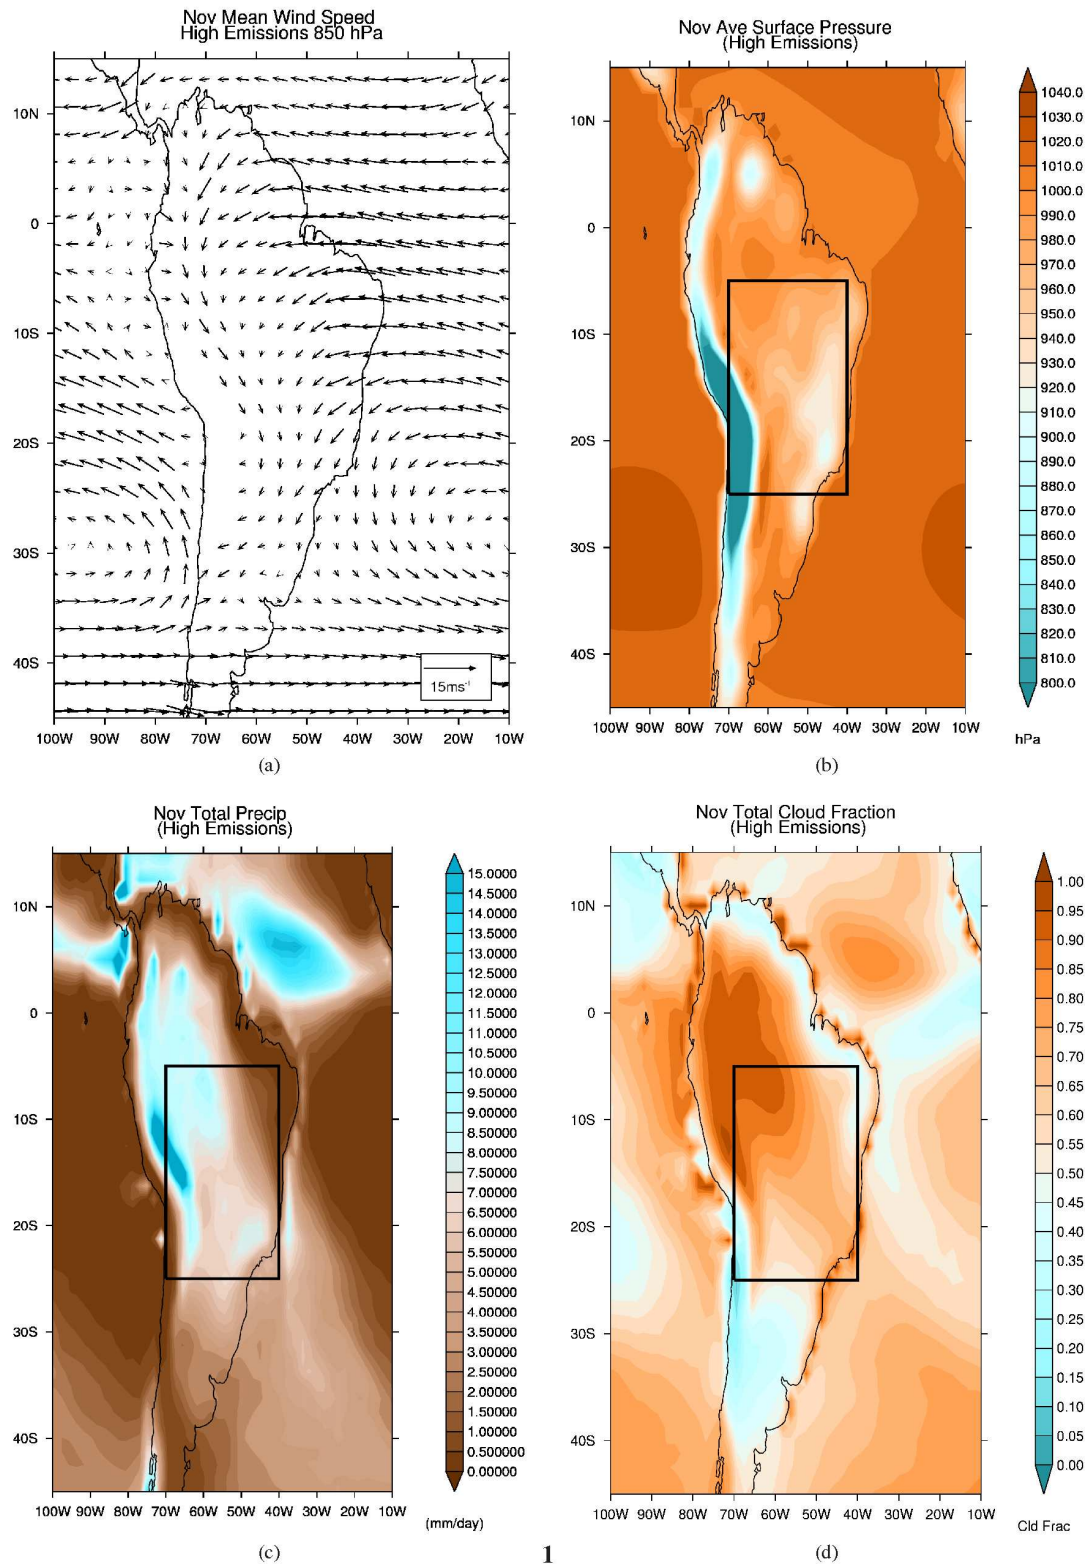 Nov Mean Wind Speed
High Emissions 850 hPa
10N
0
10S
20S
30S
40S
15ms⁻¹
100W 90W 80W 70W 60W 50W 40W 30W 20W 10W
(a)
Nov Ave Surface Pressure
(High Emissions)
10N
0
10S
20S
30S
40S
100W 90W 80W 70W 60W 50W 40W 30W 20W 10W
1040.0
1030.0
1020.0
1010.0
1000.0
990.0
980.0
970.0
960.0
950.0
940.0
930.0
920.0
910.0
900.0
890.0
880.0
870.0
860.0
850.0
840.0
830.0
820.0
810.0
800.0
hPa
(b)
Nov Total Precip
(High Emissions)
10N
0
10S
20S
30S
40S
100W 90W 80W 70W 60W 50W 40W 30W 20W 10W
15.0000
14.5000
14.0000
13.5000
13.0000
12.5000
12.0000
11.5000
11.0000
10.5000
10.0000
9.50000
9.00000
8.50000
8.00000
7.50000
7.00000
6.50000
6.00000
5.50000
5.00000
4.50000
4.00000
3.50000
3.00000
2.50000
2.00000
1.50000
1.00000
0.500000
0.00000
(mm/day)
(c)
Nov Total Cloud Fraction
(High Emissions)
10N
0
10S
20S
30S
40S
100W 90W 80W 70W 60W 50W 40W 30W 20W 10W
1.00
0.95
0.90
0.85
0.80
0.75
0.70
0.65
0.60
0.55
0.50
0.45
0.40
0.35
0.30
0.25
0.20
0.15
0.10
0.05
0.00
Cld Frac
(d)
1